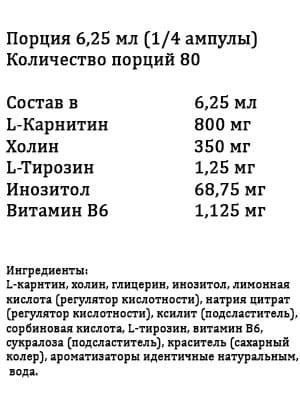 Порция 6,25 мл (1/4 ампулы)
Количество порций 80
Состав в 6,25 мл
L-Карнитин 800 мг
Холин 350 мг
L-Тирозин 1,25 мг
Инозитол 68,75 мг
Витамин B6 1,125 мг
Ингредиенты:
L-карнтин, холин, глицерин, инозитол, лимонная
кислота (регулятор кислотности), натрия цитрат
(регулятор кислотности), ксилит (подсластитель),
сорбиновая кислота, L-тирозин, витамин B6,
сукралоза (подсластитель), краситель (сахарный
колер), ароматизаторы идентичные натуральным,
вода.